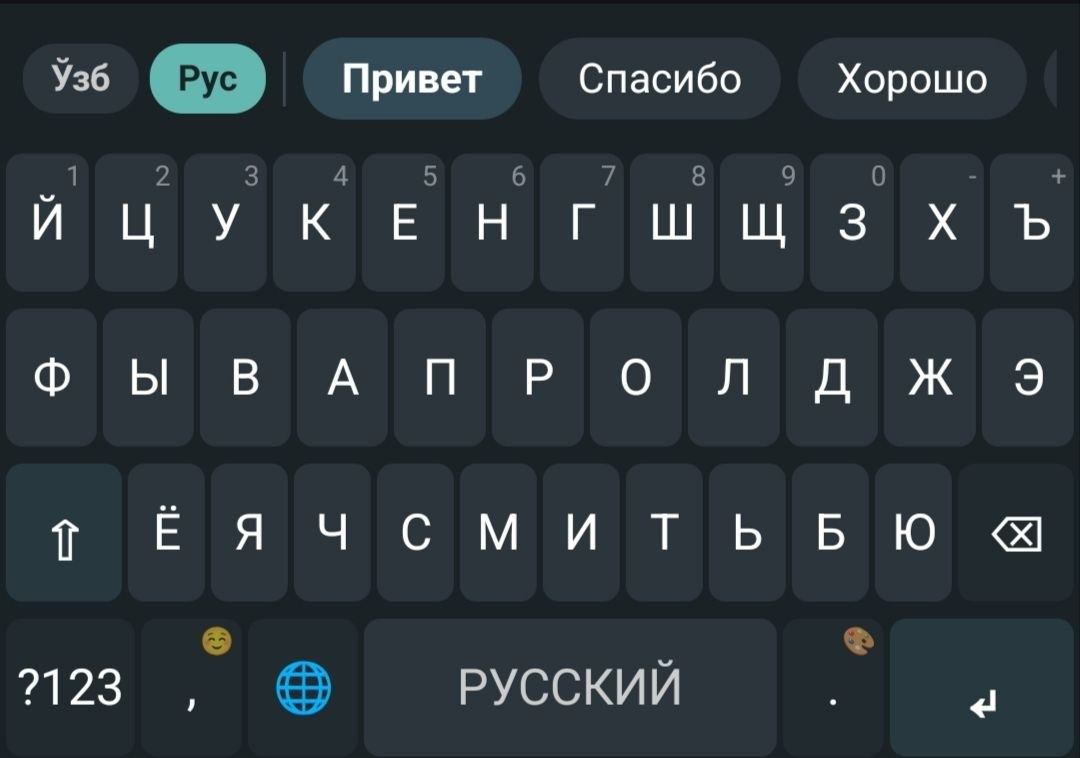 Ўзб Рус Привет Спасибо Хорошо
1 2 3 4 5 6 7 8 9 0 - +
Й Ц У К Е Н Г Ш Щ З Х Ъ
Ф Ы В А П Р О Л Д Ж Э
Ё Я Ч С М И Т Ь Б Ю
?123 , РУССКИЙ .